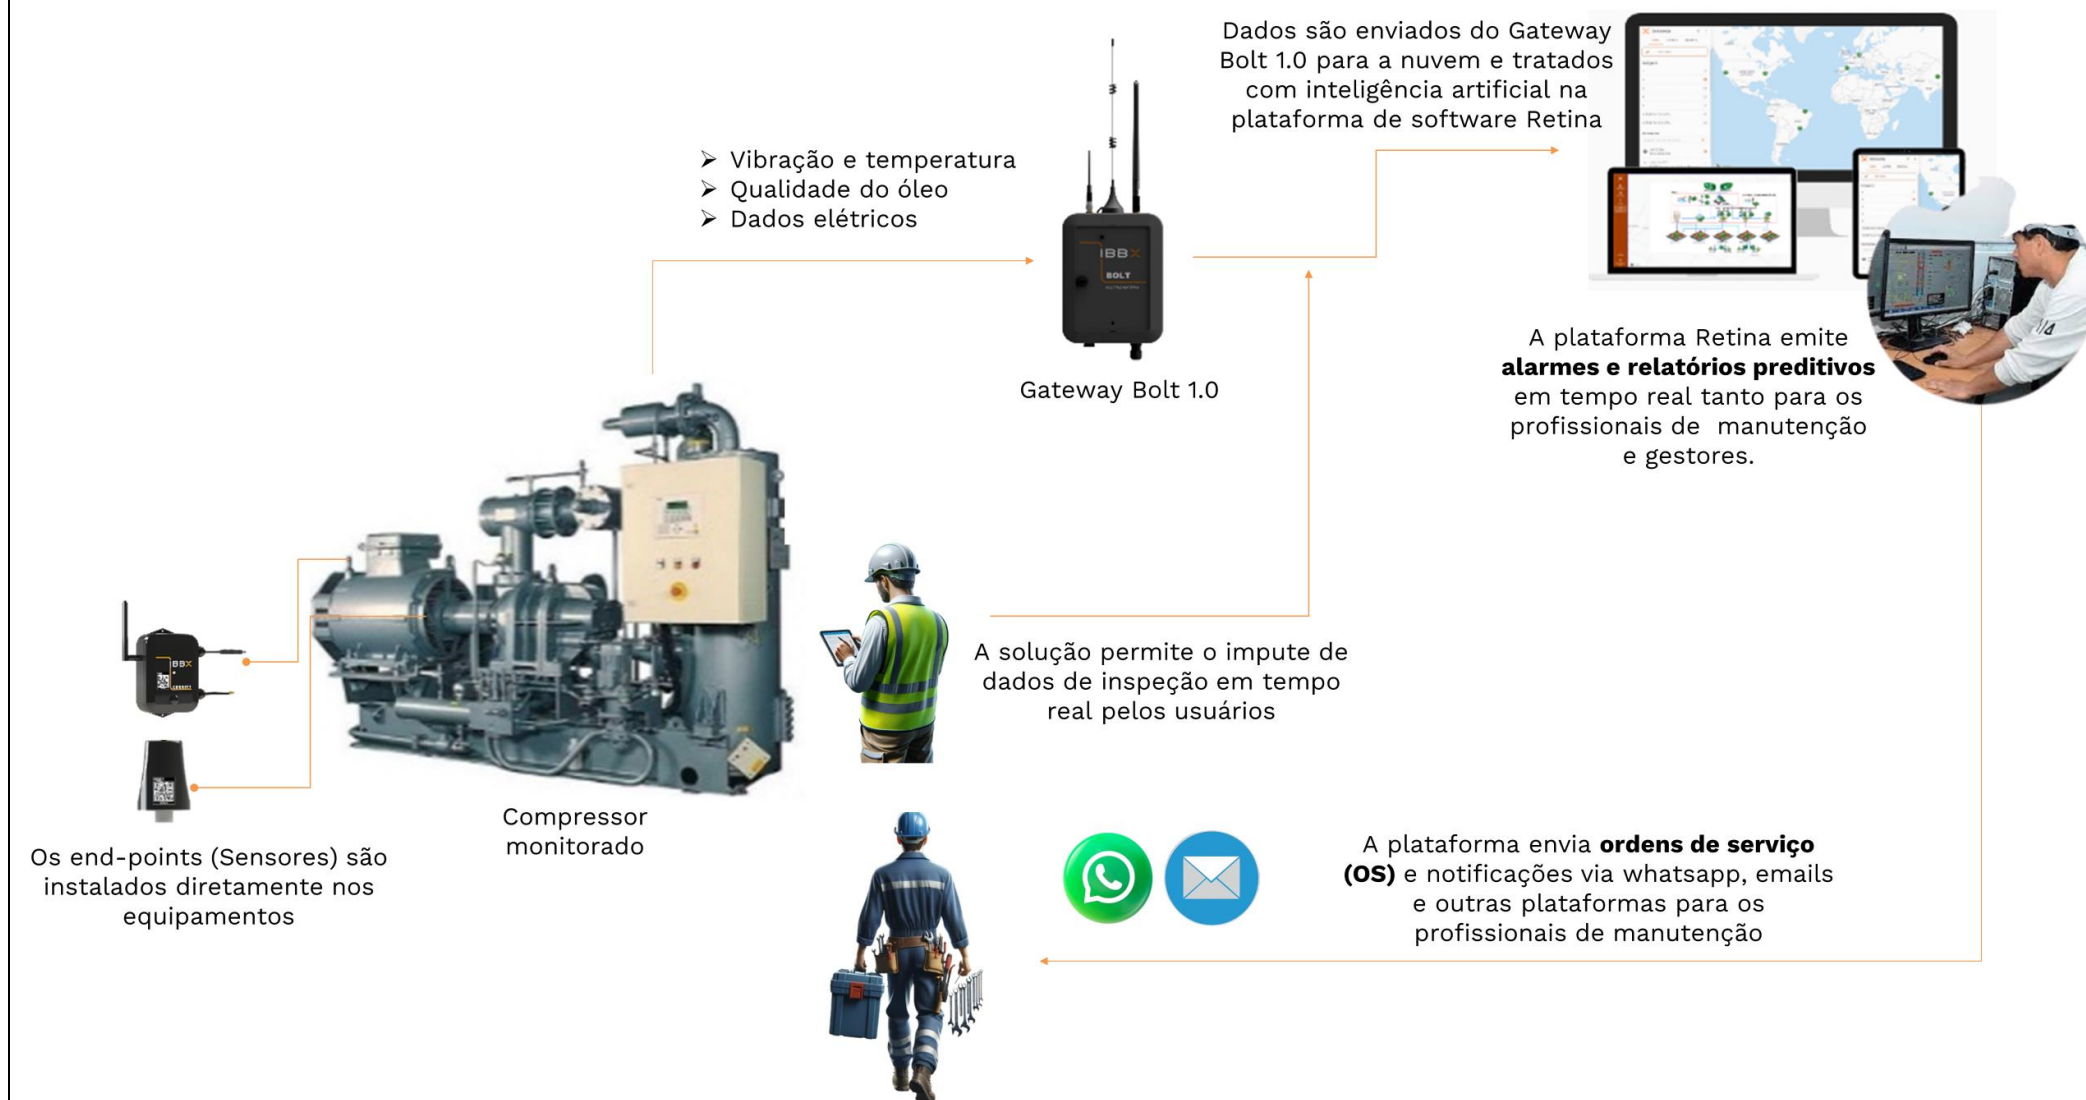 Dados são enviados do Gateway
Bolt 1.0 para a nuvem e tratados
com inteligência artificial na
plataforma de software Retina
➢ Vibração e temperatura
➢ Qualidade do óleo
➢ Dados elétricos
IBBX
BOLT
Gateway Bolt 1.0
A plataforma Retina emite
alarmes e relatórios preditivos
em tempo real tanto para os
profissionais de  manutenção
e gestores.
IBBX
A solução permite o impute de
dados de inspeção em tempo
real pelos usuários
Compressor
monitorado
Os end-points (Sensores) são
instalados diretamente nos
equipamentos
A plataforma envia ordens de serviço
(OS) e notificações via whatsapp, emails
e outras plataformas para os
profissionais de manutenção